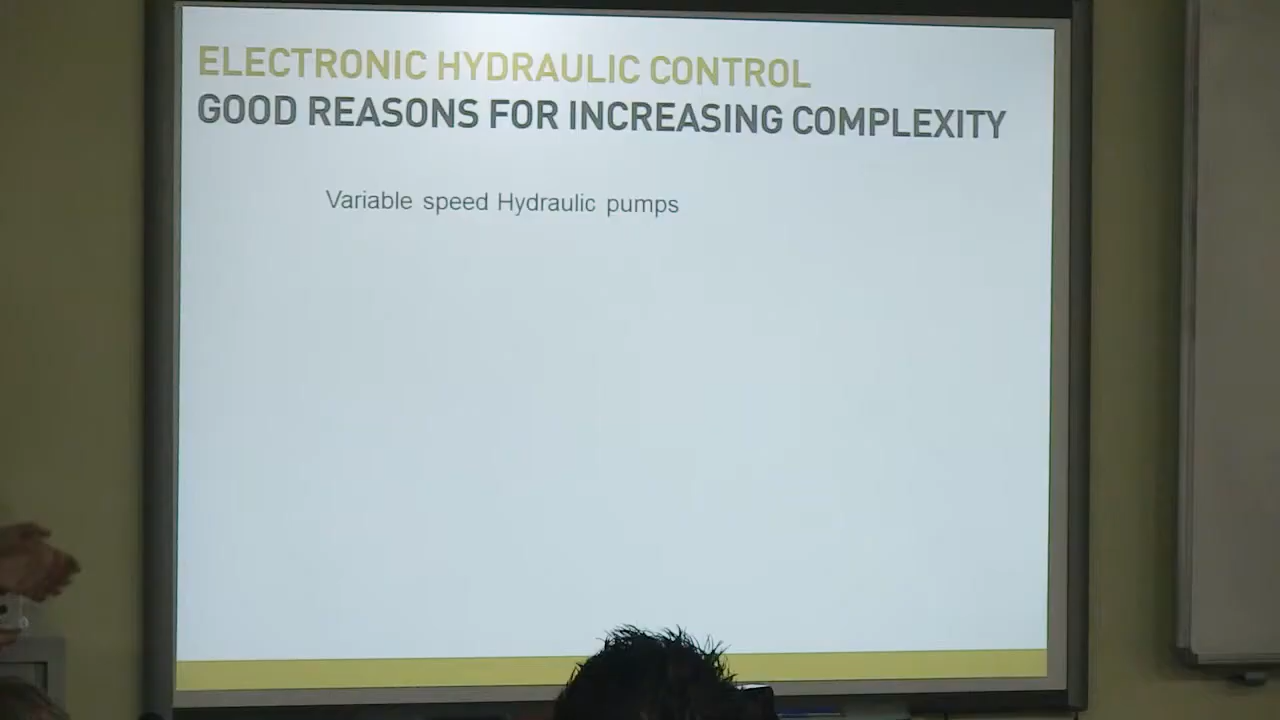 ELECTRONIC HYDRAULIC CONTROL
GOOD REASONS FOR INCREASING COMPLEXITY
Variable speed Hydraulic pumps